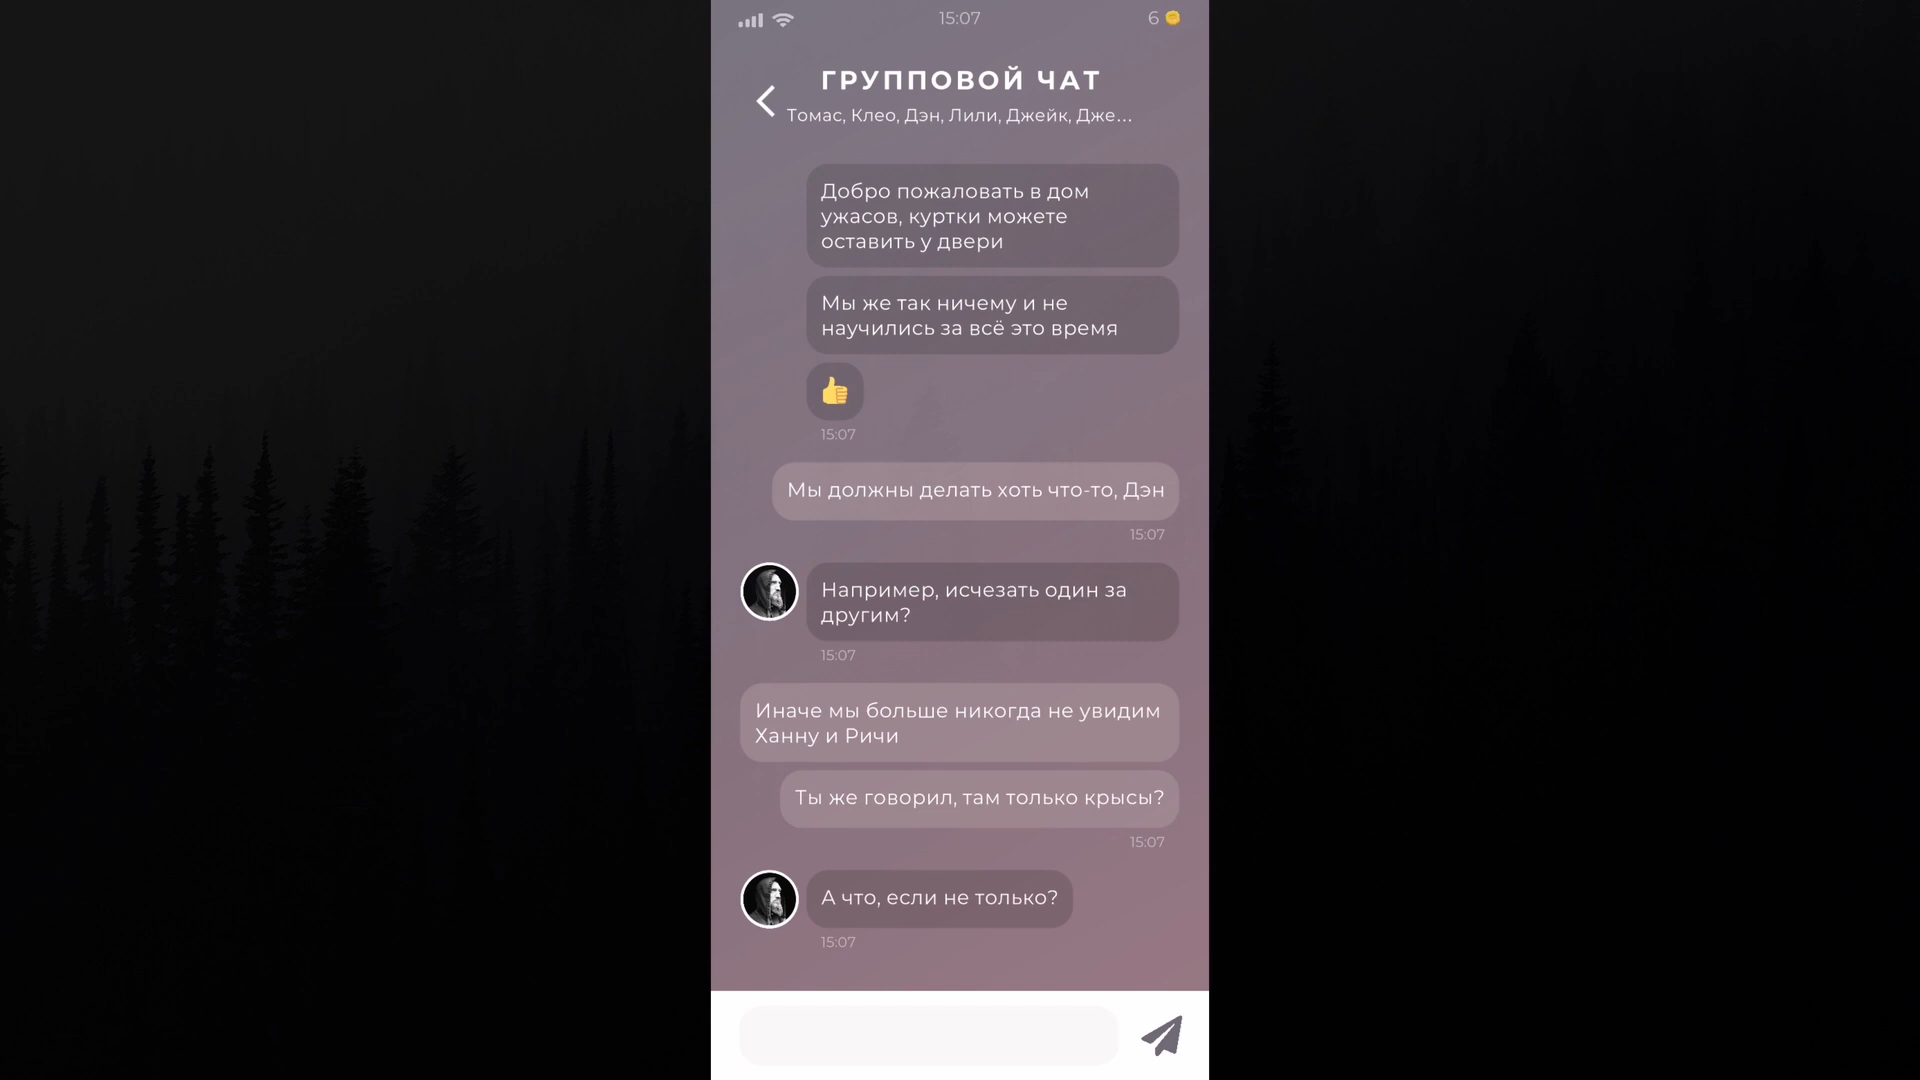 15:07
6
ГРУППОВОЙ ЧАТ
Томас, Клео, Дэн, Лили, Джейк, Дже...
Добро пожаловать в дом
ужасов, куртки можете
оставить у двери
Мы же так ничему и не
научились за всё это время
15:07
Мы должны делать хоть что-то, Дэн
15:07
Например, исчезать один за
другим?
15:07
Иначе мы больше никогда не увидим
Ханну и Ричи
Ты же говорил, там только крысы?
15:07
А что, если не только?
15:07